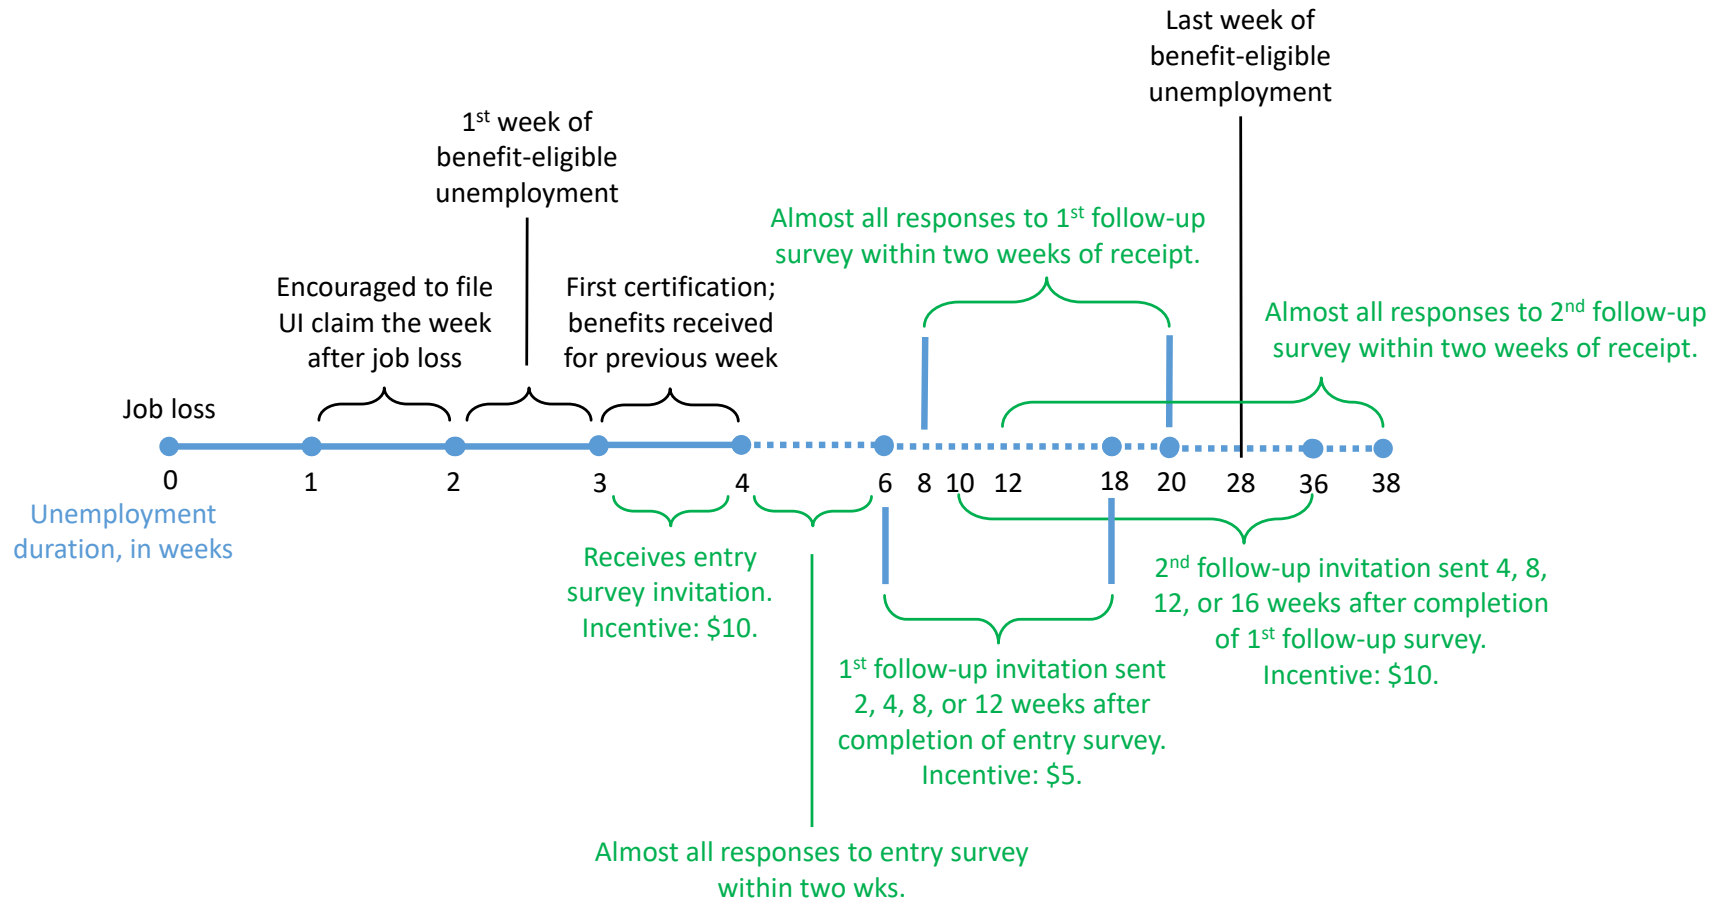 Last week of
benefit-eligible
unemployment
1st week of
benefit-eligible
unemployment
Almost all responses to 1st follow-up
survey within two weeks of receipt.
Encouraged to file
UI claim the week
after job loss
First certification;
benefits received
for previous week
Almost all responses to 2nd follow-up
survey within two weeks of receipt.
Job loss
0 1 2 3 4 6 8 10 12 18 20 28 36 38
Unemployment
duration, in weeks
Receives entry
survey invitation.
Incentive: $10.
2nd follow-up invitation sent 4, 8,
12, or 16 weeks after completion
of 1st follow-up survey.
Incentive: $10.
1st follow-up invitation sent
2, 4, 8, or 12 weeks after
completion of entry survey.
Incentive: $5.
Almost all responses to entry survey
within two wks.